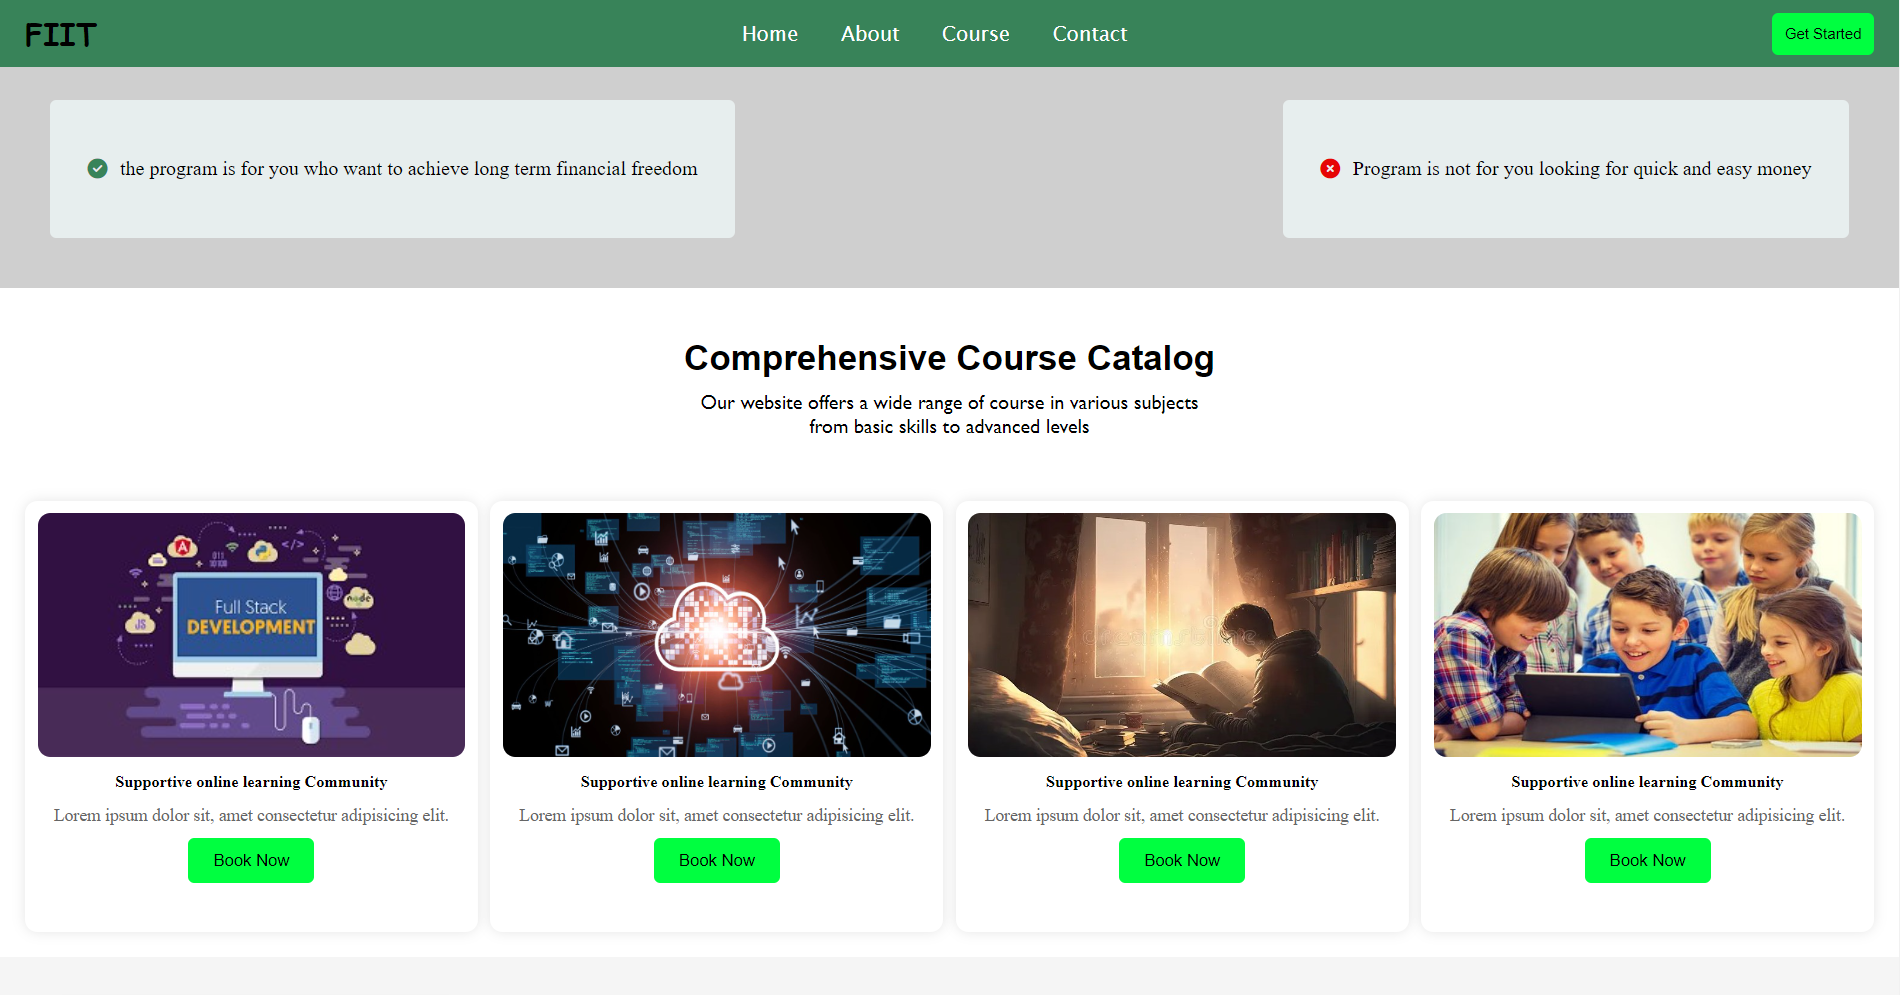 FIIT
Home About Course Contact
Get Started
the program is for you who want to achieve long term financial freedom
Program is not for you looking for quick and easy money
Comprehensive Course Catalog
Our website offers a wide range of course in various subjects
from basic skills to advanced levels
Full Stack
DEVELOPMENT
JS
node
Supportive online learning Community
Lorem ipsum dolor sit, amet consectetur adipisicing elit.
Book Now
Supportive online learning Community
Lorem ipsum dolor sit, amet consectetur adipisicing elit.
Book Now
Supportive online learning Community
Lorem ipsum dolor sit, amet consectetur adipisicing elit.
Book Now
Supportive online learning Community
Lorem ipsum dolor sit, amet consectetur adipisicing elit.
Book Now